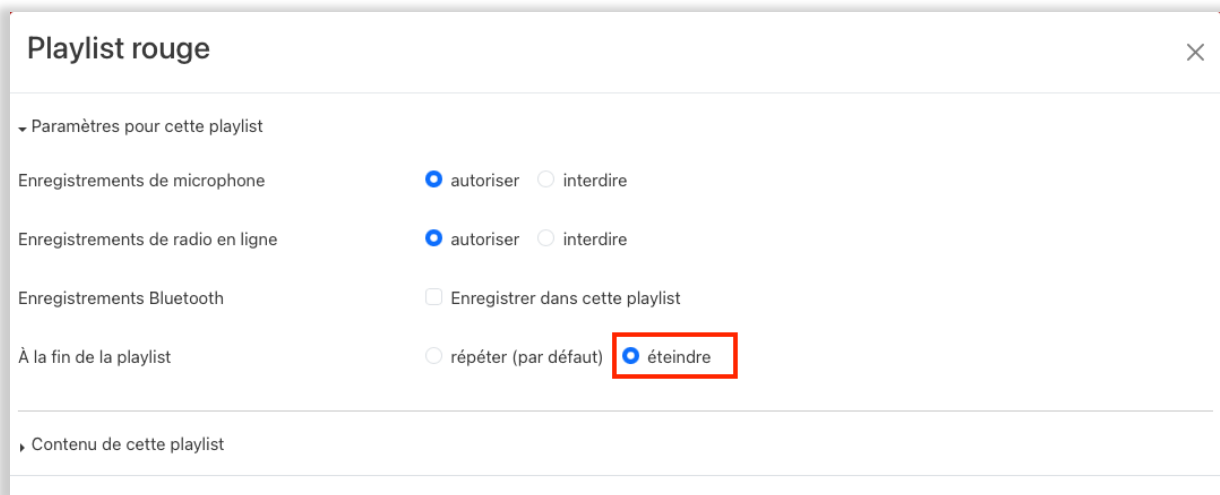 Playlist rouge
Paramètres pour cette playlist
Enregistrements de microphone autoriser interdire
Enregistrements de radio en ligne autoriser interdire
Enregistrements Bluetooth Enregistrer dans cette playlist
À la fin de la playlist répéter (par défaut) éteindre
Contenu de cette playlist